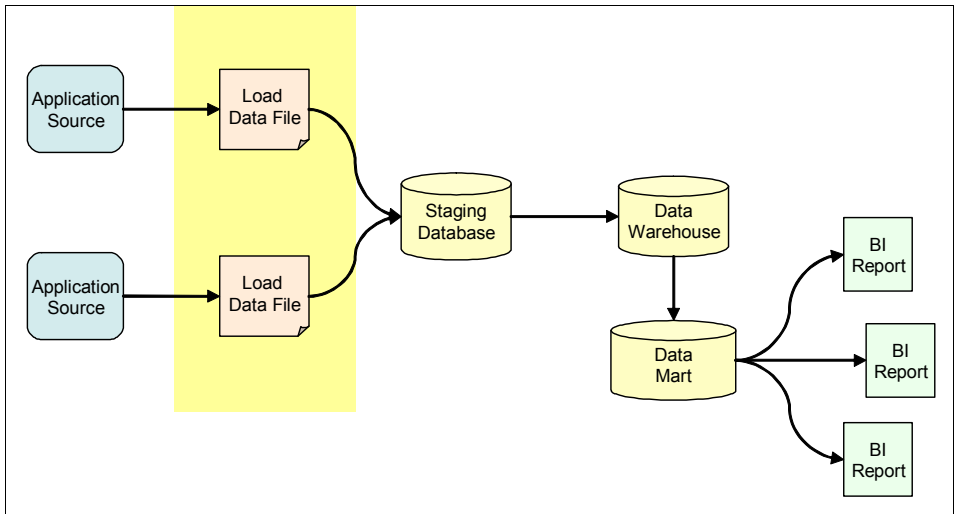 Application
Source
Load
Data File
Staging
Database
Data
Warehouse
BI
Report
Application
Source
Load
Data File
Data
Mart
BI
Report
BI
Report